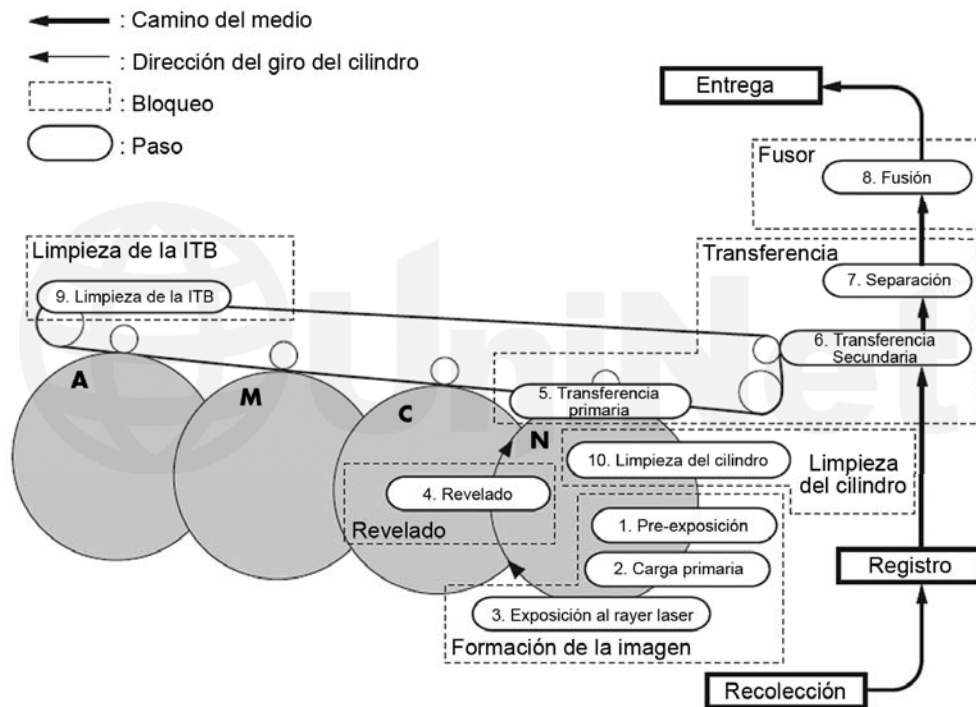 : Camino del medio
: Dirección del giro del cilindro
: Bloqueo
: Paso
Entrega
Fusor
8. Fusión
Limpieza de la ITB
Transferencia
9. Limpieza de la ITB
7. Separación
6. Transferencia
Secundaria
A
M
C
5. Transferencia
primaria
N
10. Limpieza del cilindro
Limpieza
del cilindro
4. Revelado
Revelado
1. Pre-exposición
2. Carga primaria
Registro
3. Exposición al rayer laser
Formación de la imagen
Recolección
UniNet